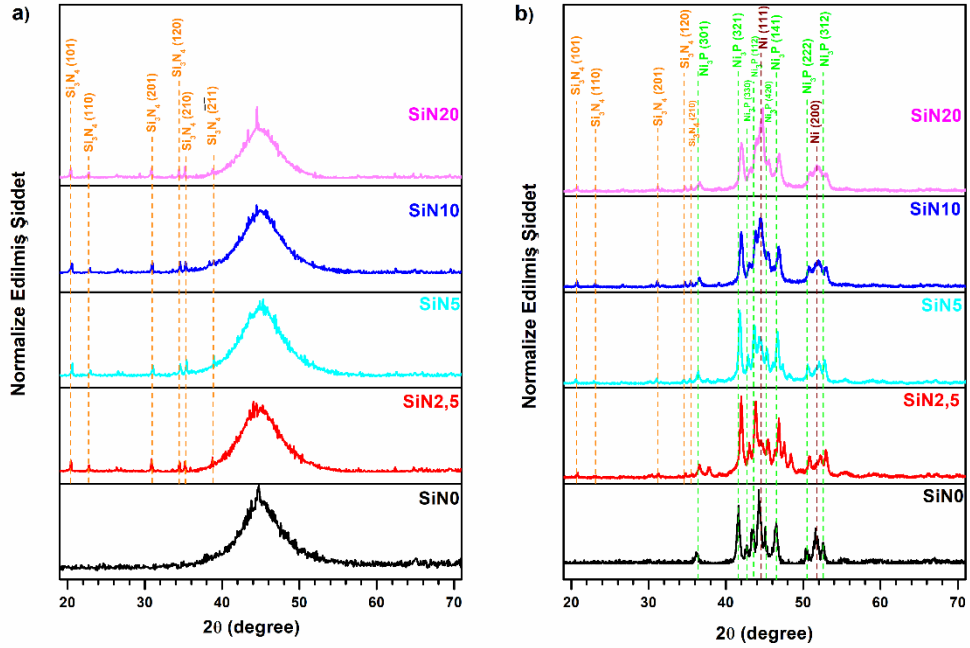 a)
Normalize Edilmiş Şiddet
Si₃N₄ (101)
Si₃N₄ (110)
Si₃N₄ (201)
Si₃N₄ (120)
Si₃N₄ (210)
Si₃N₄ (2̅11)
SiN20
SiN10
SiN5
SiN2,5
SiN0
20 30 40 50 60 70
2θ (degree)
b)
Normalize Edilmiş Şiddet
Si₃N₄ (101)
Si₃N₄ (110)
Si₃N₄ (201)
Si₃N₄ (120)
Si₃N₄ (210)
Ni₃P (301)
Ni₃P (321)
Ni₃P (330)
Ni₃P (112)
Ni (111)
Ni₃P (420)
Ni₃P (141)
Ni₃P (222)
Ni (200)
Ni₃P (312)
SiN20
SiN10
SiN5
SiN2,5
SiN0
20 30 40 50 60 70
2θ (degree)